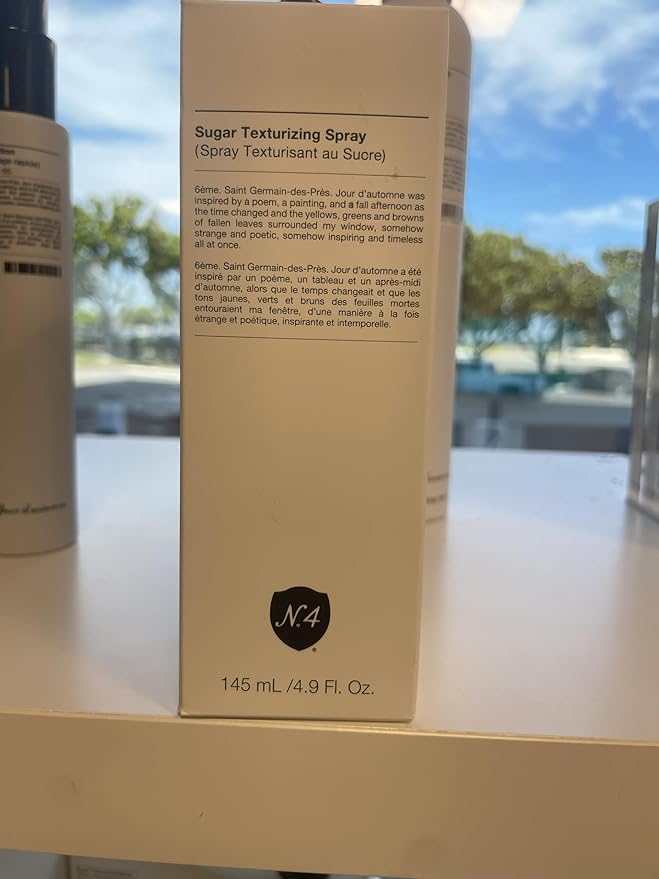 Sugar Texturizing Spray
(Spray Texturisant au Sucre)
6ème. Saint Germain-des-Près. Jour d'automne was
inspired by a poem, a painting, and a fall afternoon as
the time changed and the yellows, greens and browns
of fallen leaves surrounded my window, somehow
strange and poetic, somehow inspiring and timeless
all at once.
6ème. Saint Germain-des-Près. Jour d'automne a été
inspiré par un poème, un tableau et un après-midi
d'automne, alors que le temps changeait et que les
tons jaunes, verts et bruns des feuilles mortes
entouraient ma fenêtre, d'une manière à la fois
étrange et poétique, inspirante et intemporelle.
N.4
®
145 mL /4.9 Fl. Oz.